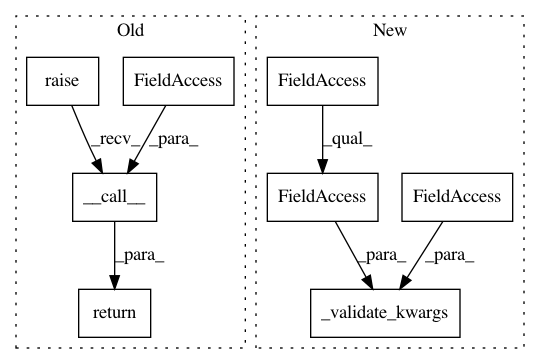 Old
New
raise
FieldAccess
FieldAccess
_recv_
_para_
_qual_
__call__
FieldAccess
FieldAccess
_para_
_para_
_para_
return
_validate_kwargs